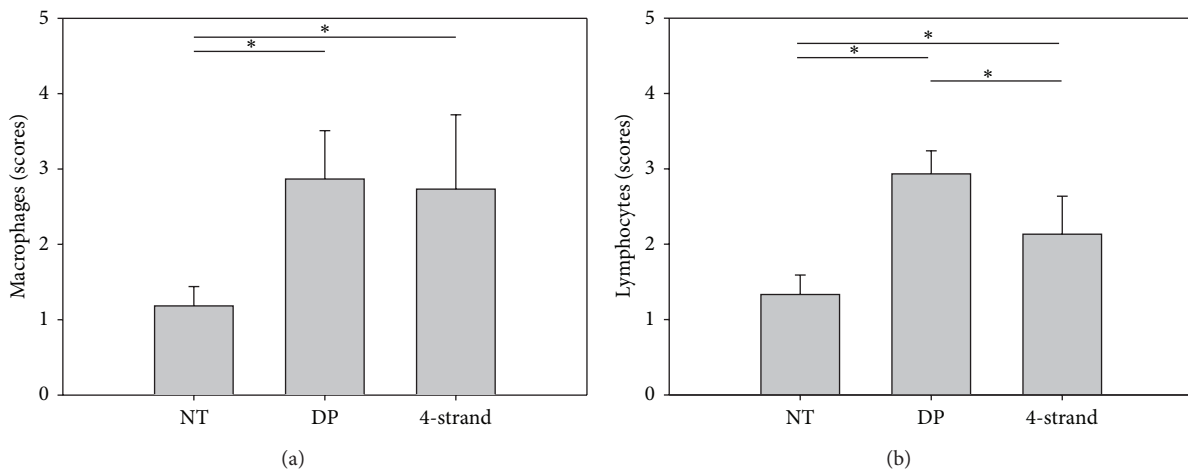 5
4
3
2
1
0
Macrophages (scores)
*
*
NT
DP
4-strand
(a)
5
4
3
2
1
0
Lymphocytes (scores)
*
*
*
NT
DP
4-strand
(b)